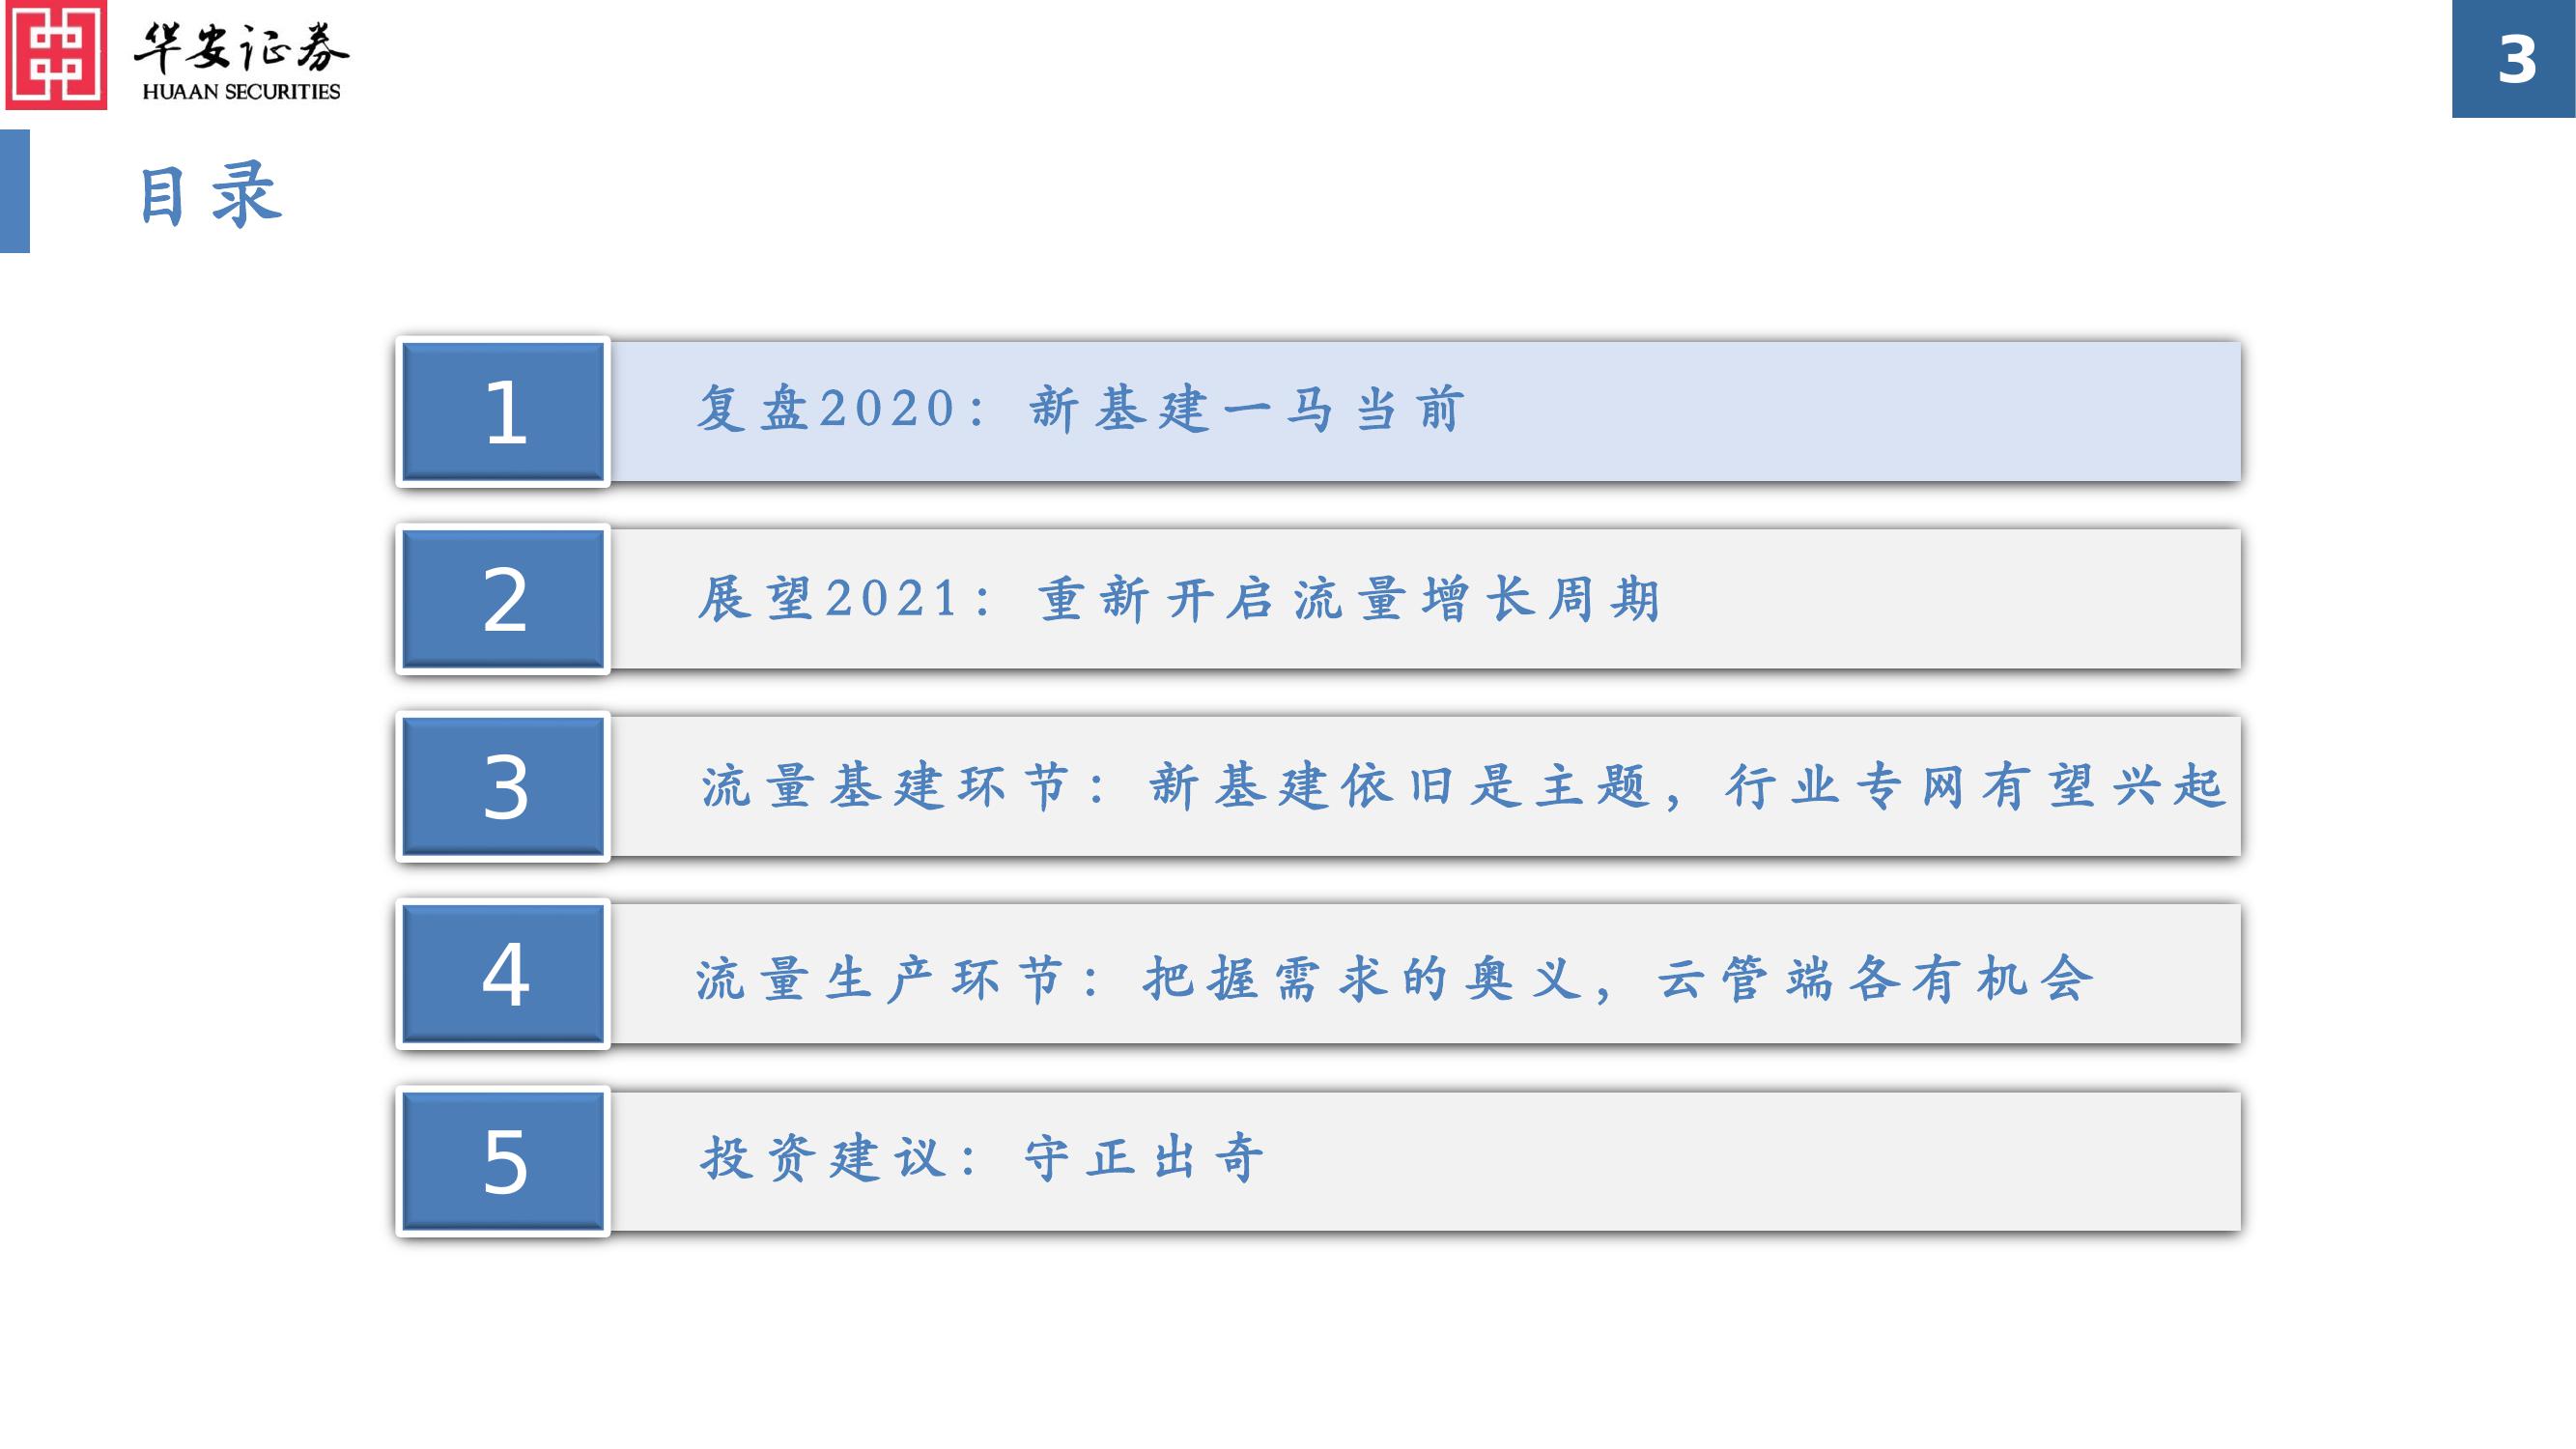 华安证券
HUAAN SECURITIES
3
目录
1
复盘2020：新基建一马当前
2
展望2021：重新开启流量增长周期
3
流量基建环节：新基建依旧是主题，行业专网有望兴起
4
流量生产环节：把握需求的奥义，云管端各有机会
5
投资建议：守正出奇